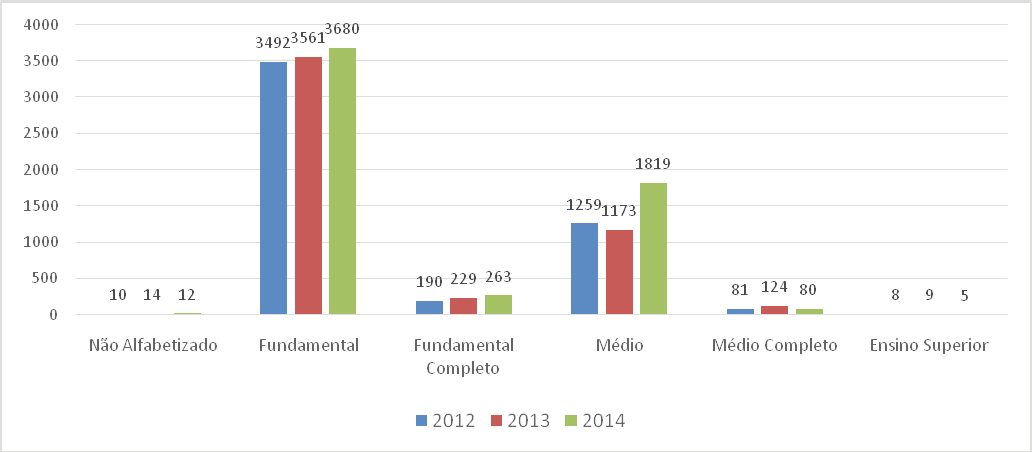 4000
3500
3000
2500
2000
1500
1000
500
0
10 14 12
3492 3561 3680
190 229 263
1259 1173 1819
81 124 80
8 9 5
Não Alfabetizado
Fundamental
Fundamental
Completo
Médio
Médio Completo
Ensino Superior
2012 2013 2014